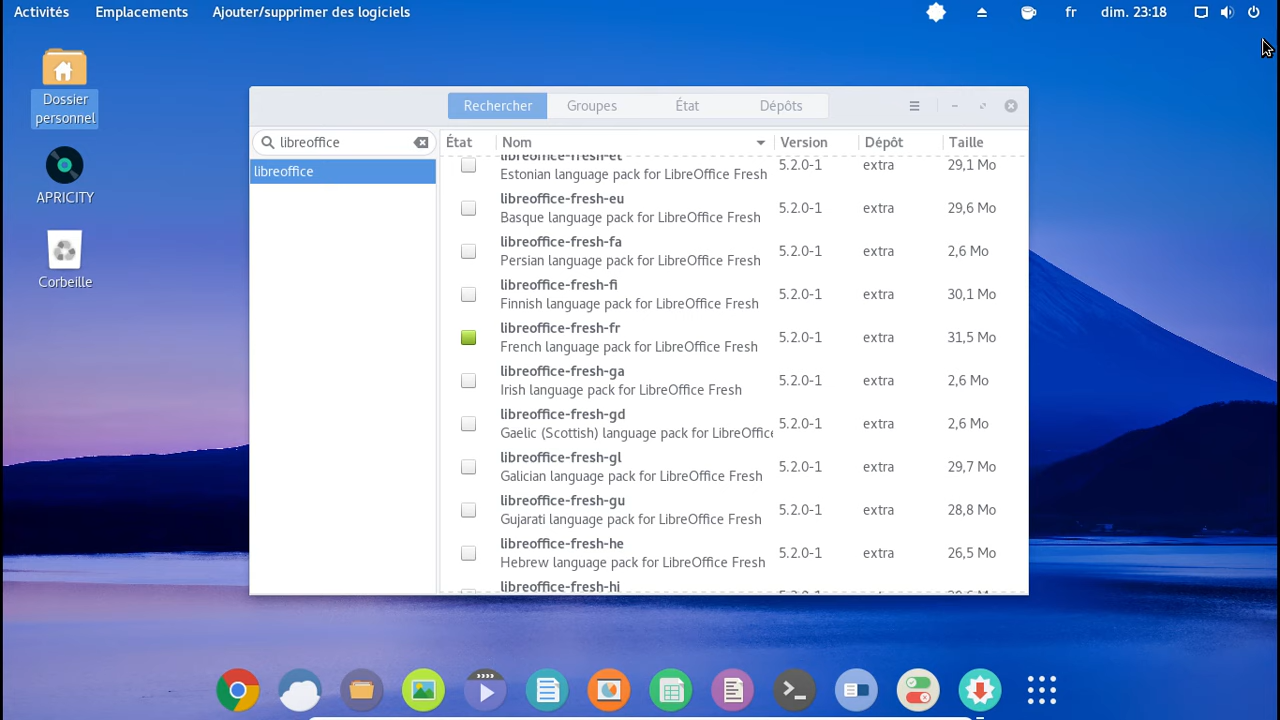 Activités Emplacements Ajouter/supprimer des logiciels fr dim. 23:18
Dossier
personnel
APRICITY
Corbeille
Rechercher Groupes État Dépôts
libreoffice
libreoffice
État Nom Version Dépôt Taille
libreoffice-fresh-et
Estonian language pack for LibreOffice Fresh 5.2.0-1 extra 29,1 Mo
libreoffice-fresh-eu
Basque language pack for LibreOffice Fresh 5.2.0-1 extra 29,6 Mo
libreoffice-fresh-fa
Persian language pack for LibreOffice Fresh 5.2.0-1 extra 2,6 Mo
libreoffice-fresh-fi
Finnish language pack for LibreOffice Fresh 5.2.0-1 extra 30,1 Mo
libreoffice-fresh-fr
French language pack for LibreOffice Fresh 5.2.0-1 extra 31,5 Mo
libreoffice-fresh-ga
Irish language pack for LibreOffice Fresh 5.2.0-1 extra 2,6 Mo
libreoffice-fresh-gd
Gaelic (Scottish) language pack for LibreOffice 5.2.0-1 extra 2,6 Mo
libreoffice-fresh-gl
Galician language pack for LibreOffice Fresh 5.2.0-1 extra 29,7 Mo
libreoffice-fresh-gu
Gujarati language pack for LibreOffice Fresh 5.2.0-1 extra 28,8 Mo
libreoffice-fresh-he
Hebrew language pack for LibreOffice Fresh 5.2.0-1 extra 26,5 Mo
libreoffice-fresh-hi